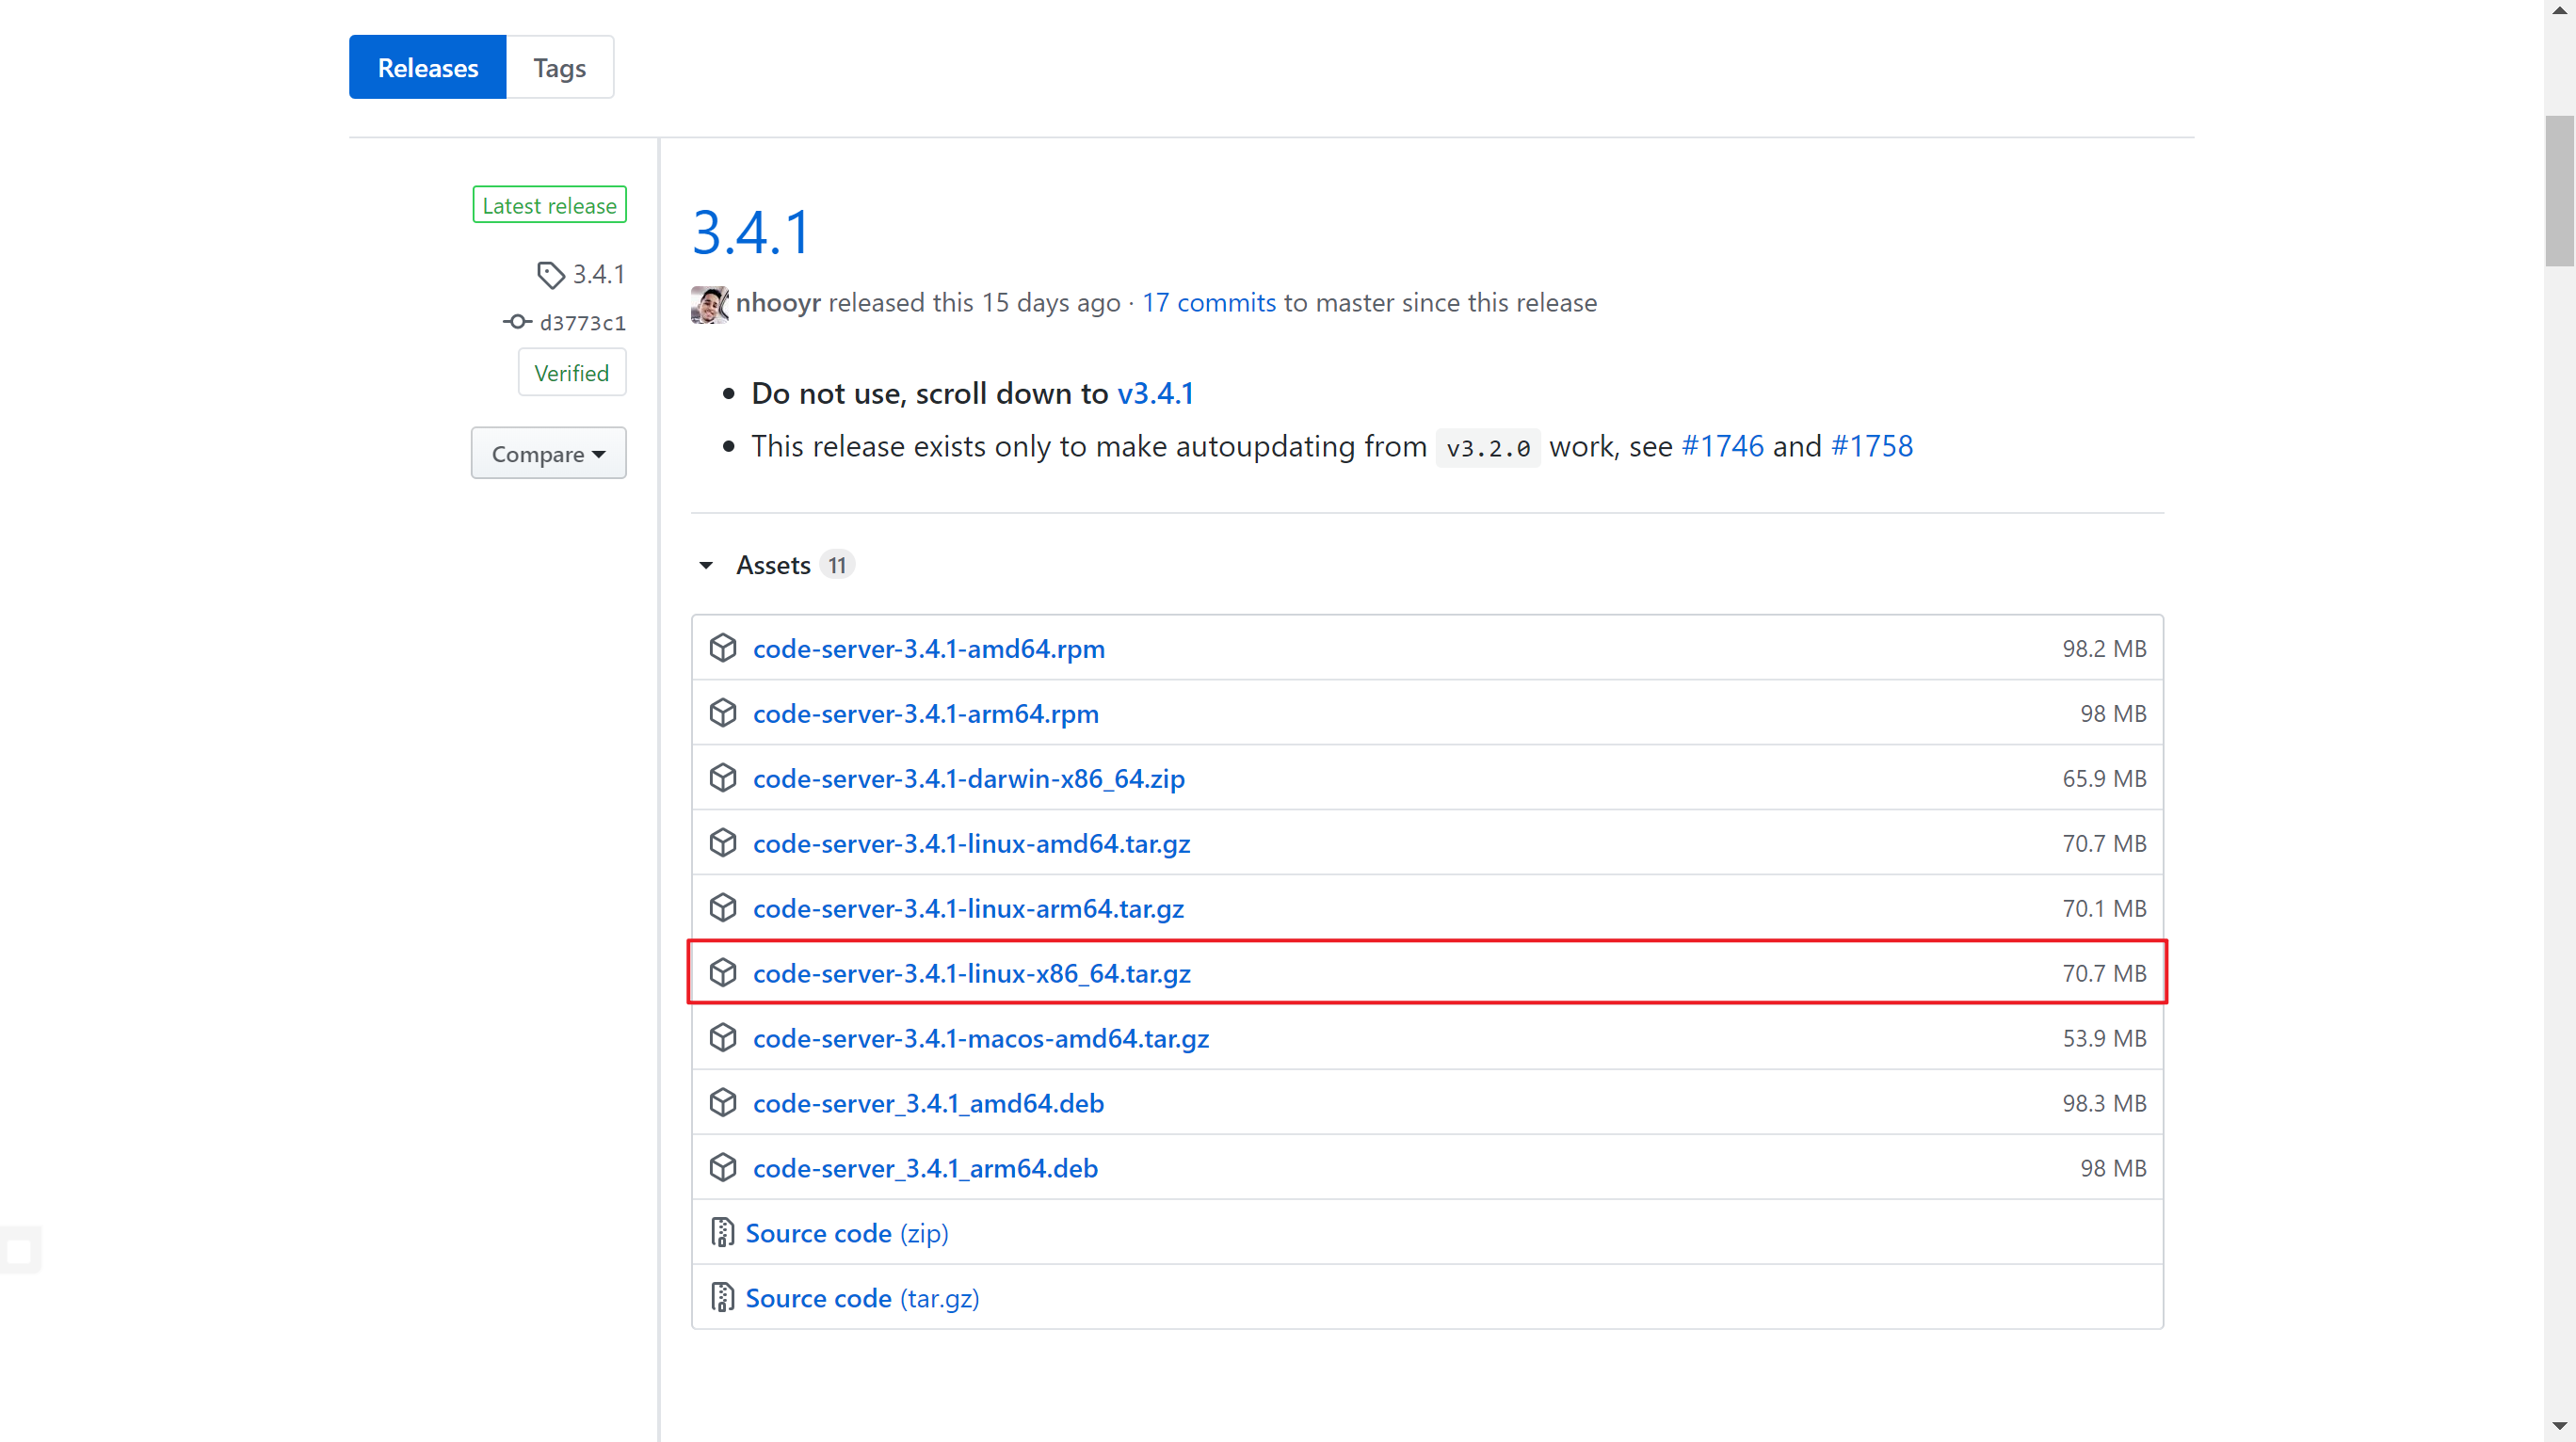 Releases Tags
Latest release
3.4.1
d3773c1
Verified
Compare
3.4.1
nhooyr released this 15 days ago · 17 commits to master since this release
Do not use, scroll down to v3.4.1
This release exists only to make autoupdating from v3.2.0 work, see #1746 and #1758
Assets 11
code-server-3.4.1-amd64.rpm 98.2 MB
code-server-3.4.1-arm64.rpm 98 MB
code-server-3.4.1-darwin-x86_64.zip 65.9 MB
code-server-3.4.1-linux-amd64.tar.gz 70.7 MB
code-server-3.4.1-linux-arm64.tar.gz 70.1 MB
code-server-3.4.1-linux-x86_64.tar.gz 70.7 MB
code-server-3.4.1-macos-amd64.tar.gz 53.9 MB
code-server_3.4.1_amd64.deb 98.3 MB
code-server_3.4.1_arm64.deb 98 MB
Source code (zip)
Source code (tar.gz)